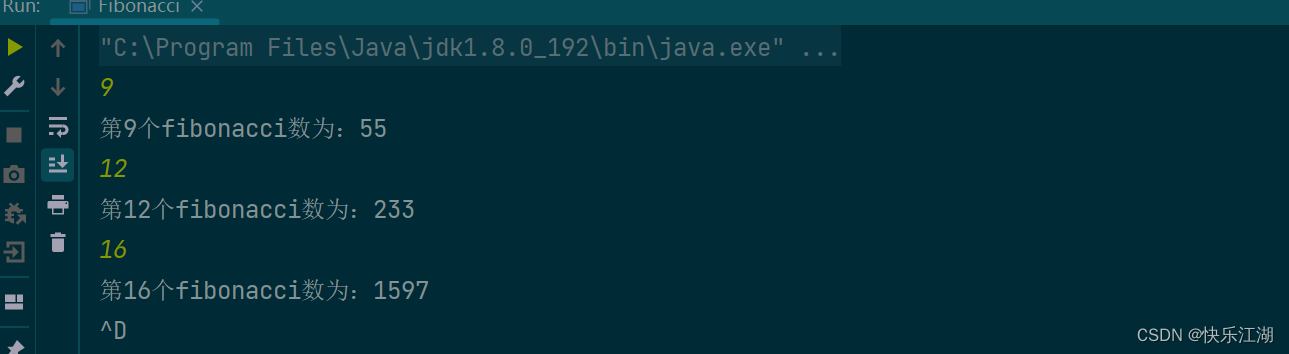 Run: Fibonacci ×
"C:\Program Files\Java\jdk1.8.0_192\bin\java.exe" ...
9
第9个fibonacci数为：55
12
第12个fibonacci数为：233
16
第16个fibonacci数为：1597
^D
CSDN @快乐江湖